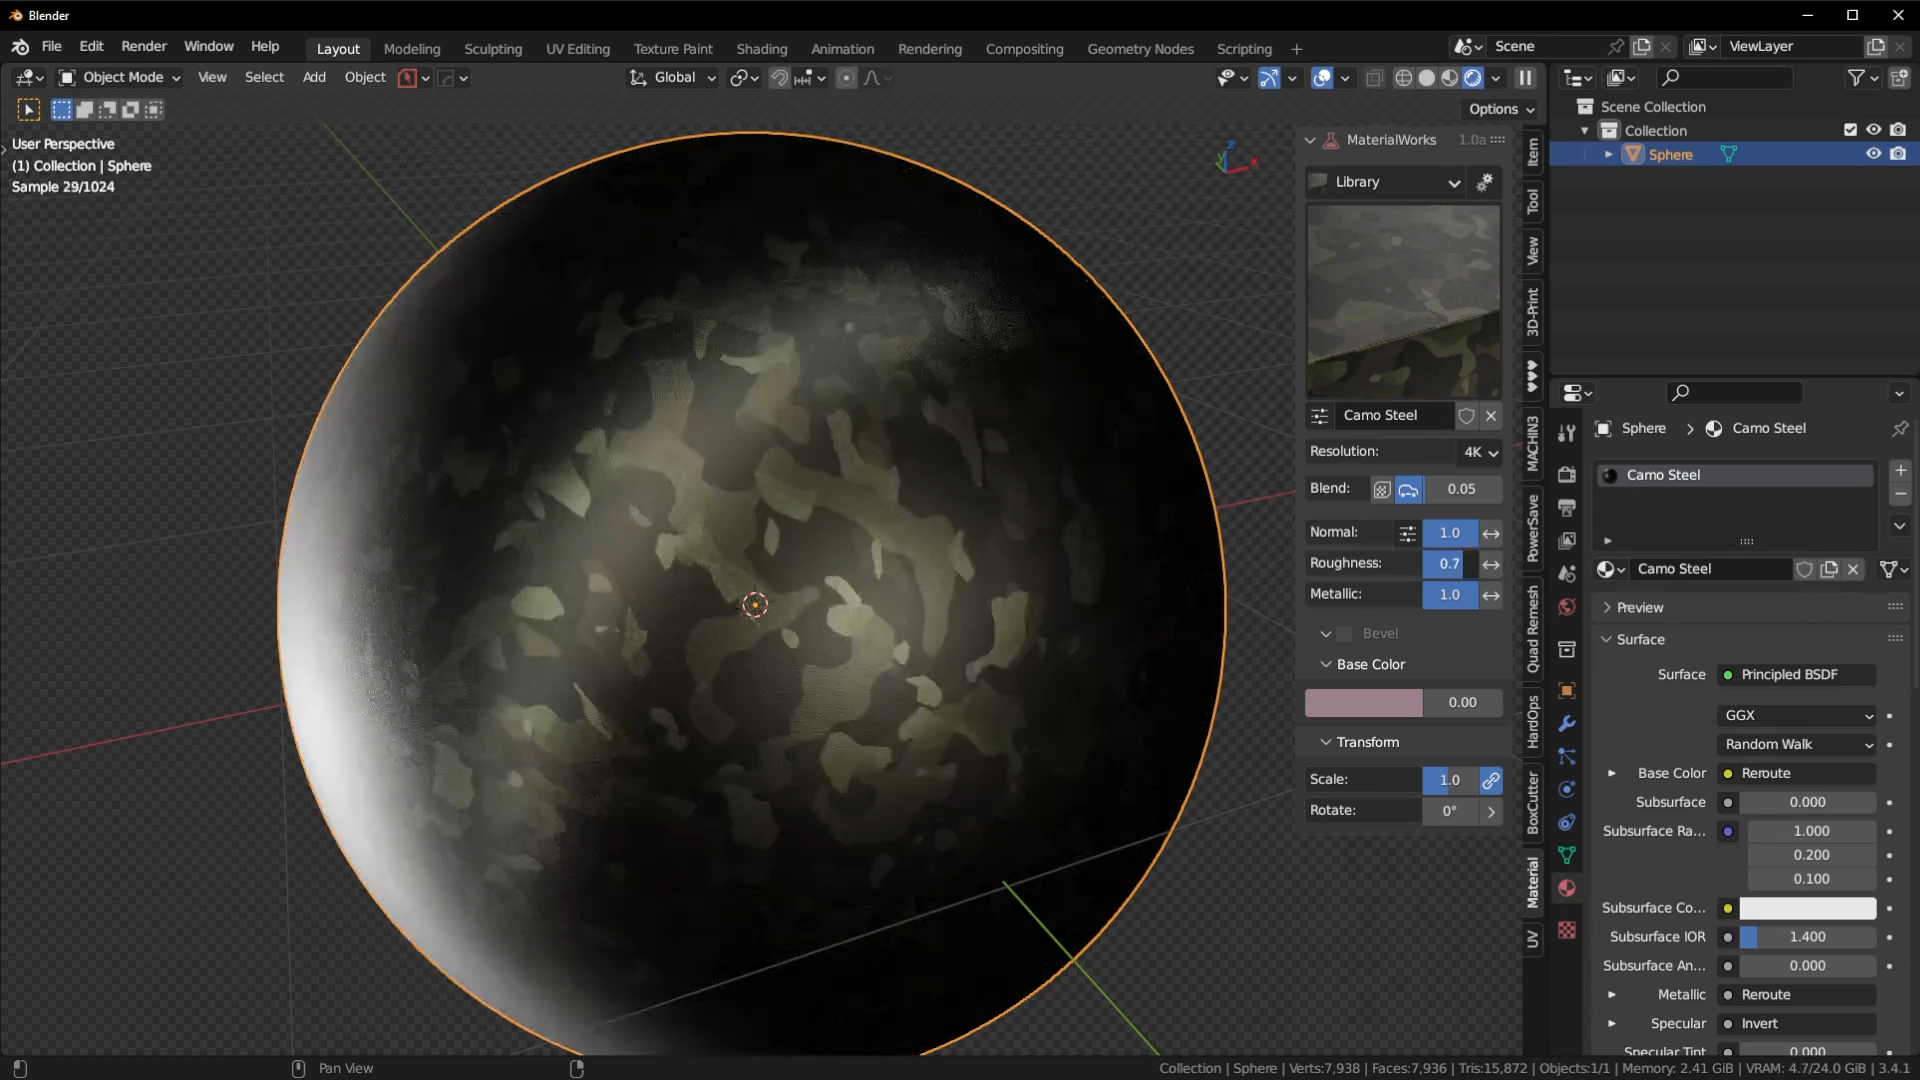 Blender
File Edit Render Window Help
Layout Modeling Sculpting UV Editing Texture Paint Shading Animation Rendering Compositing Geometry Nodes Scripting +
Scene
ViewLayer
Object Mode View Select Add Object
Global
Options
User Perspective
(1) Collection | Sphere
Sample 29/1024
Z
Y
X
MaterialWorks 1.0a
Library
Camo Steel
Resolution: 4K
Blend: 0.05
Normal: 1.0
Roughness: 0.7
Metallic: 1.0
Bevel
Base Color
0.00
Transform
Scale: 1.0
Rotate: 0°
Item
Tool
View
3D-Print
♥♥♥
MACHIN3
PowerSave
Quad Remesh
HardOps
BoxCutter
Material
UV
Scene Collection
Collection
Sphere
Sphere > Camo Steel
Camo Steel
Camo Steel
Preview
Surface
Surface Principled BSDF
GGX
Random Walk
Base Color Reroute
Subsurface 0.000
Subsurface Ra... 1.000
0.200
0.100
Subsurface Co...
Subsurface IOR 1.400
Subsurface An... 0.000
Metallic Reroute
Specular Invert
Specular Tint 0.000
Pan View
Collection | Sphere | Verts:7,938 | Faces:7,936 | Tris:15,872 | Objects:1/1 | Memory: 2.41 GiB | VRAM: 4.7/24.0 GiB | 3.4.1